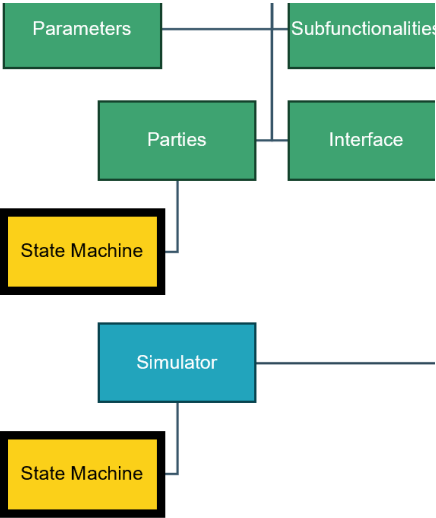 Parameters
Subfunctionalities
Parties
Interface
State Machine
Simulator
State Machine